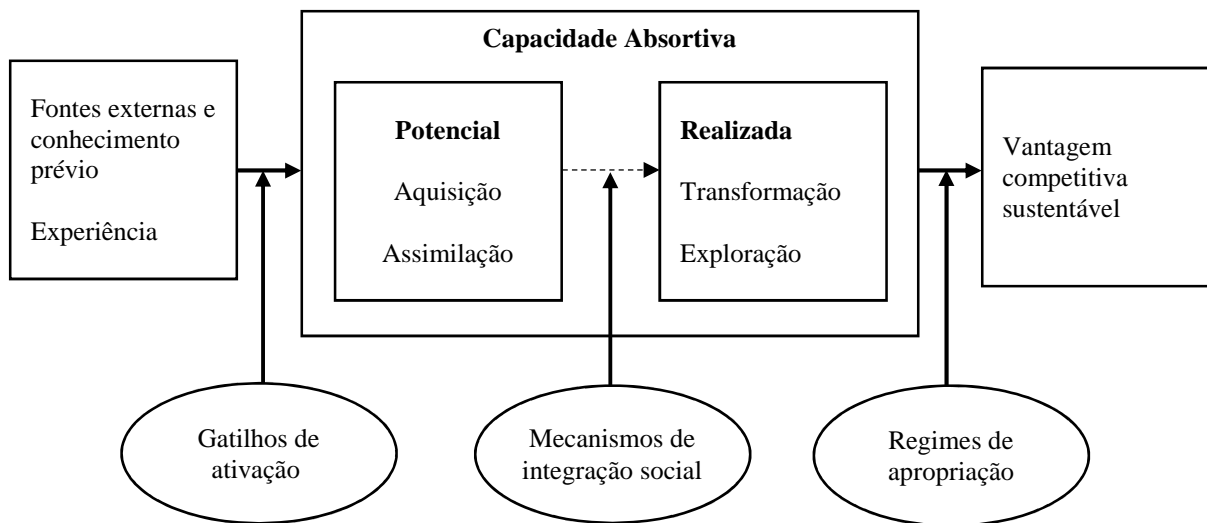 Capacidade Absortiva
Fontes externas e
conhecimento
prévio
Experiência
Potencial
Aquisição
Assimilação
Realizada
Transformação
Exploração
Vantagem
competitiva
sustentável
Gatilhos de
ativação
Mecanismos de
integração social
Regimes de
apropriação